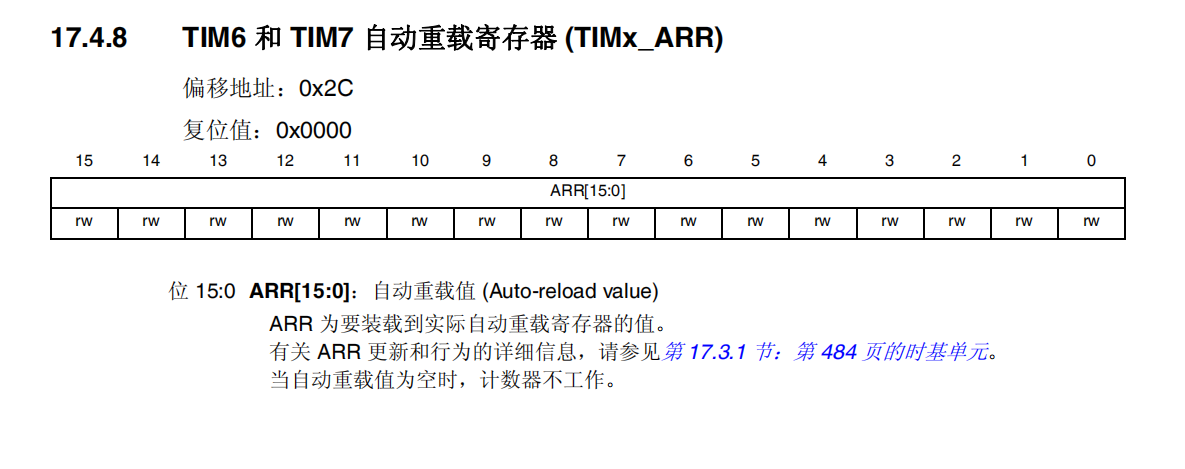 17.4.8 TIM6 和 TIM7 自动重载寄存器 (TIMx_ARR)
偏移地址：0x2C
复位值：0x0000
15 14 13 12 11 10 9 8 7 6 5 4 3 2 1 0
ARR[15:0]
rw rw rw rw rw rw rw rw rw rw rw rw rw rw rw rw
位 15:0 ARR[15:0]：自动重载值 (Auto-reload value)
ARR 为要装载到实际自动重载寄存器的值。
有关 ARR 更新和行为的详细信息，请参见第 17.3.1 节：第 484 页的时基单元。
当自动重载值为空时，计数器不工作。